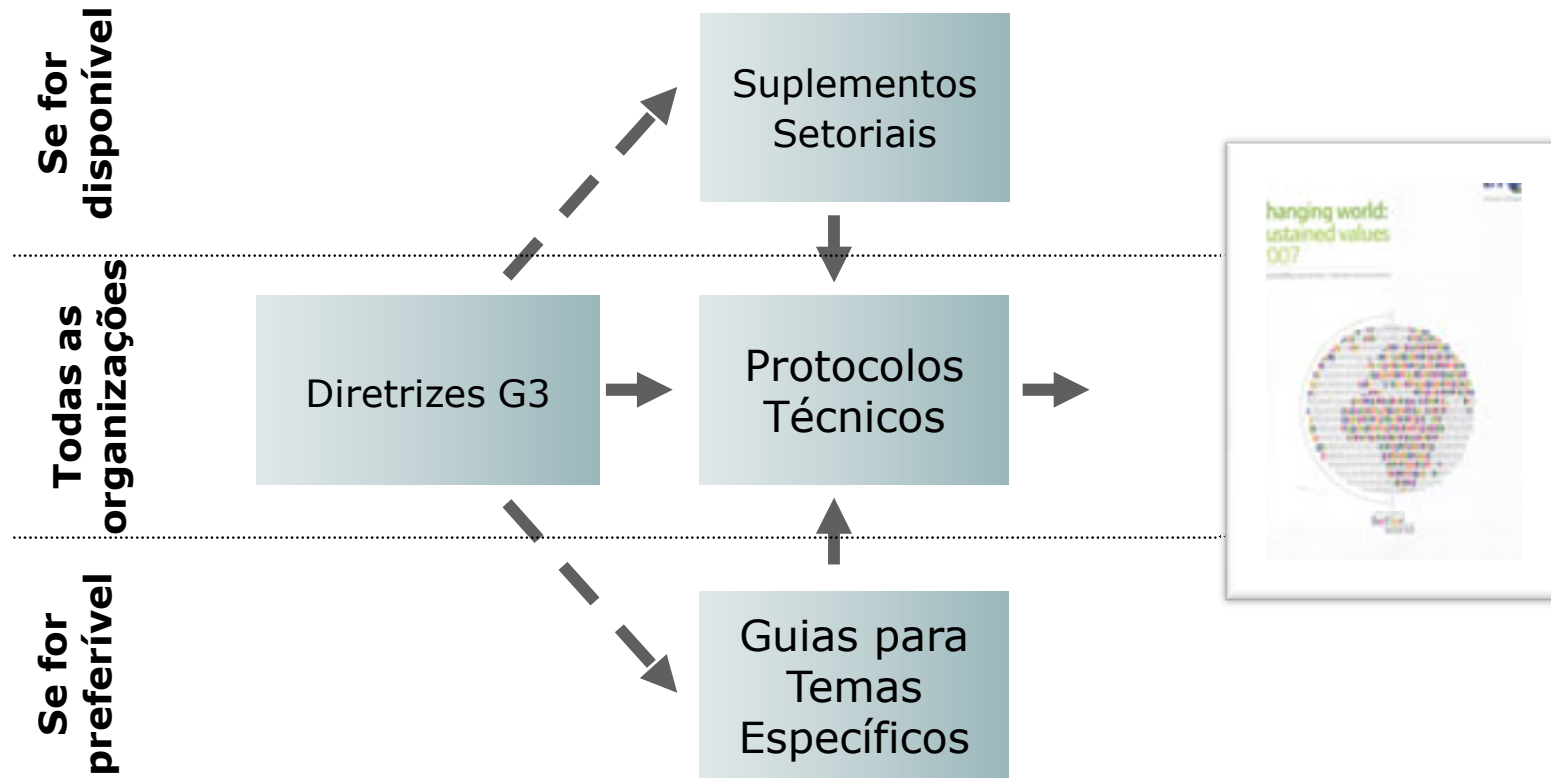 Se for
disponível
Suplementos
Setoriais
Todas as
organizações
Diretrizes G3
Protocolos
Técnicos
hanging world:
ustained values
007
Se for
preferível
Guias para
Temas
Específicos